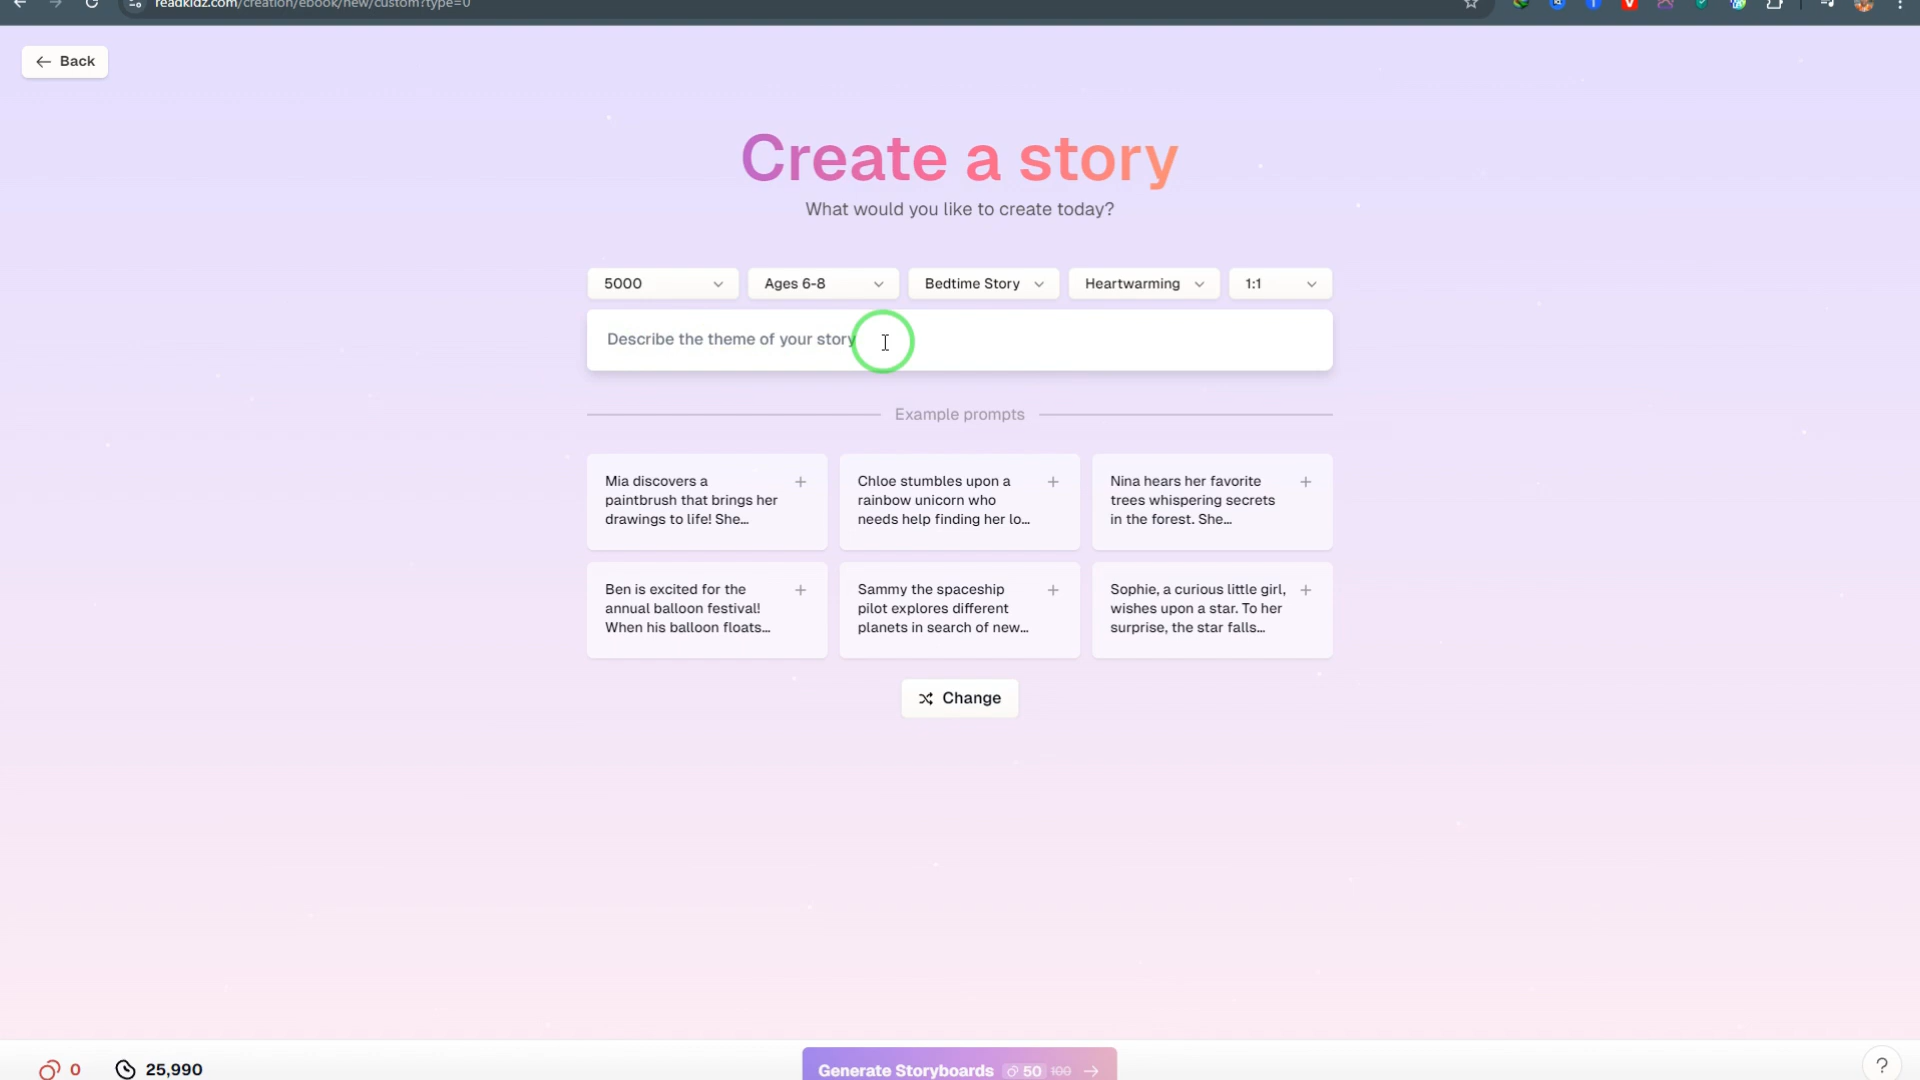 readkidz.com/creation/ebook/new/custom?type=0
← Back
Create a story
What would you like to create today?
5000
Ages 6-8
Bedtime Story
Heartwarming
1:1
Describe the theme of your story
Example prompts
Mia discovers a
paintbrush that brings her
drawings to life! She...
Chloe stumbles upon a
rainbow unicorn who
needs help finding her lo...
Nina hears her favorite
trees whispering secrets
in the forest. She...
Ben is excited for the
annual balloon festival!
When his balloon floats...
Sammy the spaceship
pilot explores different
planets in search of new...
Sophie, a curious little girl,
wishes upon a star. To her
surprise, the star falls...
Change
0
25,990
Generate Storyboards 50 100 →
?